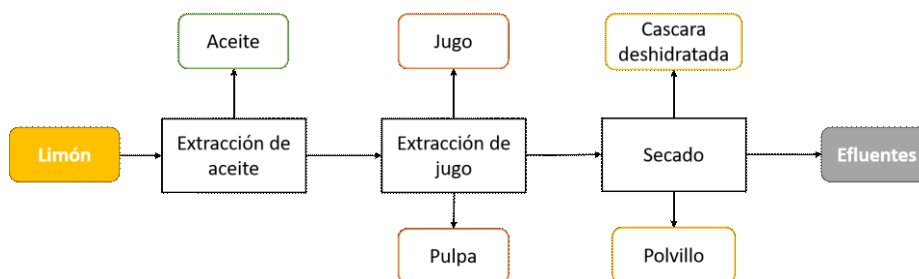 Aceite
Jugo
Cascara
deshidratada
Limón
Extracción de
aceite
Extracción de
jugo
Secado
Efluentes
Pulpa
Polvillo